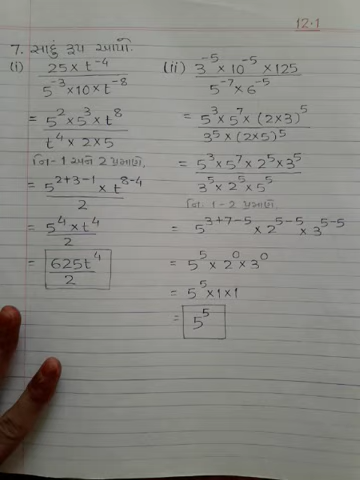 12.1
7. સાદું રૂપ આપો.
(i) 25 × t⁻⁴ / 5⁻³ × 10 × t⁻⁸
= 5² × 5³ × t⁸ / t⁴ × 2 × 5
નિ - 1 અને 2 પ્રમાણે,
= 5²⁺³⁻¹ × t⁸⁻⁴ / 2
= 5⁴ × t⁴ / 2
= 625t⁴ / 2
(ii) 3⁻⁵ × 10⁻⁵ × 125 / 5⁻⁷ × 6⁻⁵
= 5³ × 5⁷ × (2×3)⁵ / 3⁵ × (2×5)⁵
= 5³ × 5⁷ × 2⁵ × 3⁵ / 3⁵ × 2⁵ × 5⁵
નિ. 1 - 2 પ્રમાણે.
= 5³⁺⁷⁻⁵ × 2⁵⁻⁵ × 3⁵⁻⁵
= 5⁵ × 2⁰ × 3⁰
= 5⁵ × 1 × 1
= 5⁵